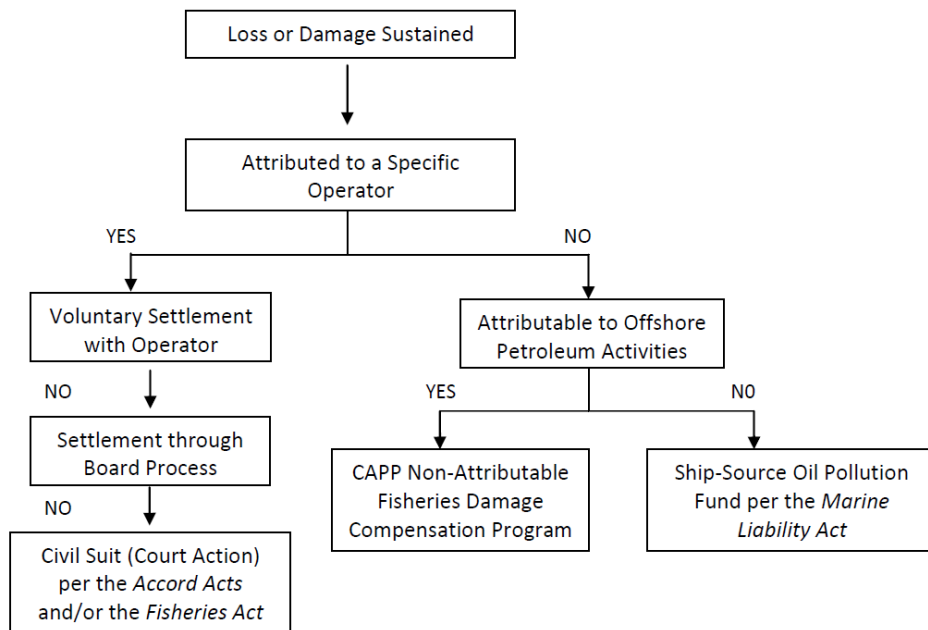 Loss or Damage Sustained
Attributed to a Specific
Operator
YES
NO
Voluntary Settlement
with Operator
Attributable to Offshore
Petroleum Activities
NO
YES
N0
Settlement through
Board Process
CAPP Non-Attributable
Fisheries Damage
Compensation Program
Ship-Source Oil Pollution
Fund per the Marine
Liability Act
NO
Civil Suit (Court Action)
per the Accord Acts
and/or the Fisheries Act